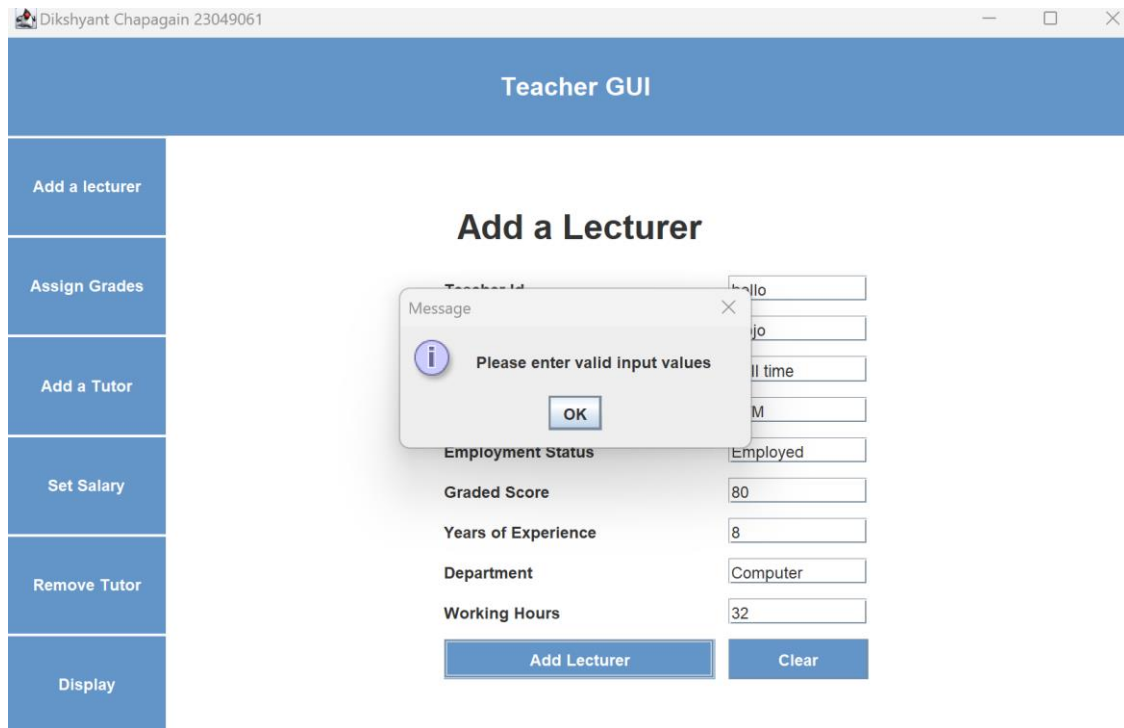 Dikshyant Chapagain 23049061
Teacher GUI
Add a lecturer
Assign Grades
Add a Tutor
Set Salary
Remove Tutor
Display
Add a Lecturer
Message
Please enter valid input values
OK
Employment Status Employed
Graded Score 80
Years of Experience 8
Department Computer
Working Hours 32
Add Lecturer Clear